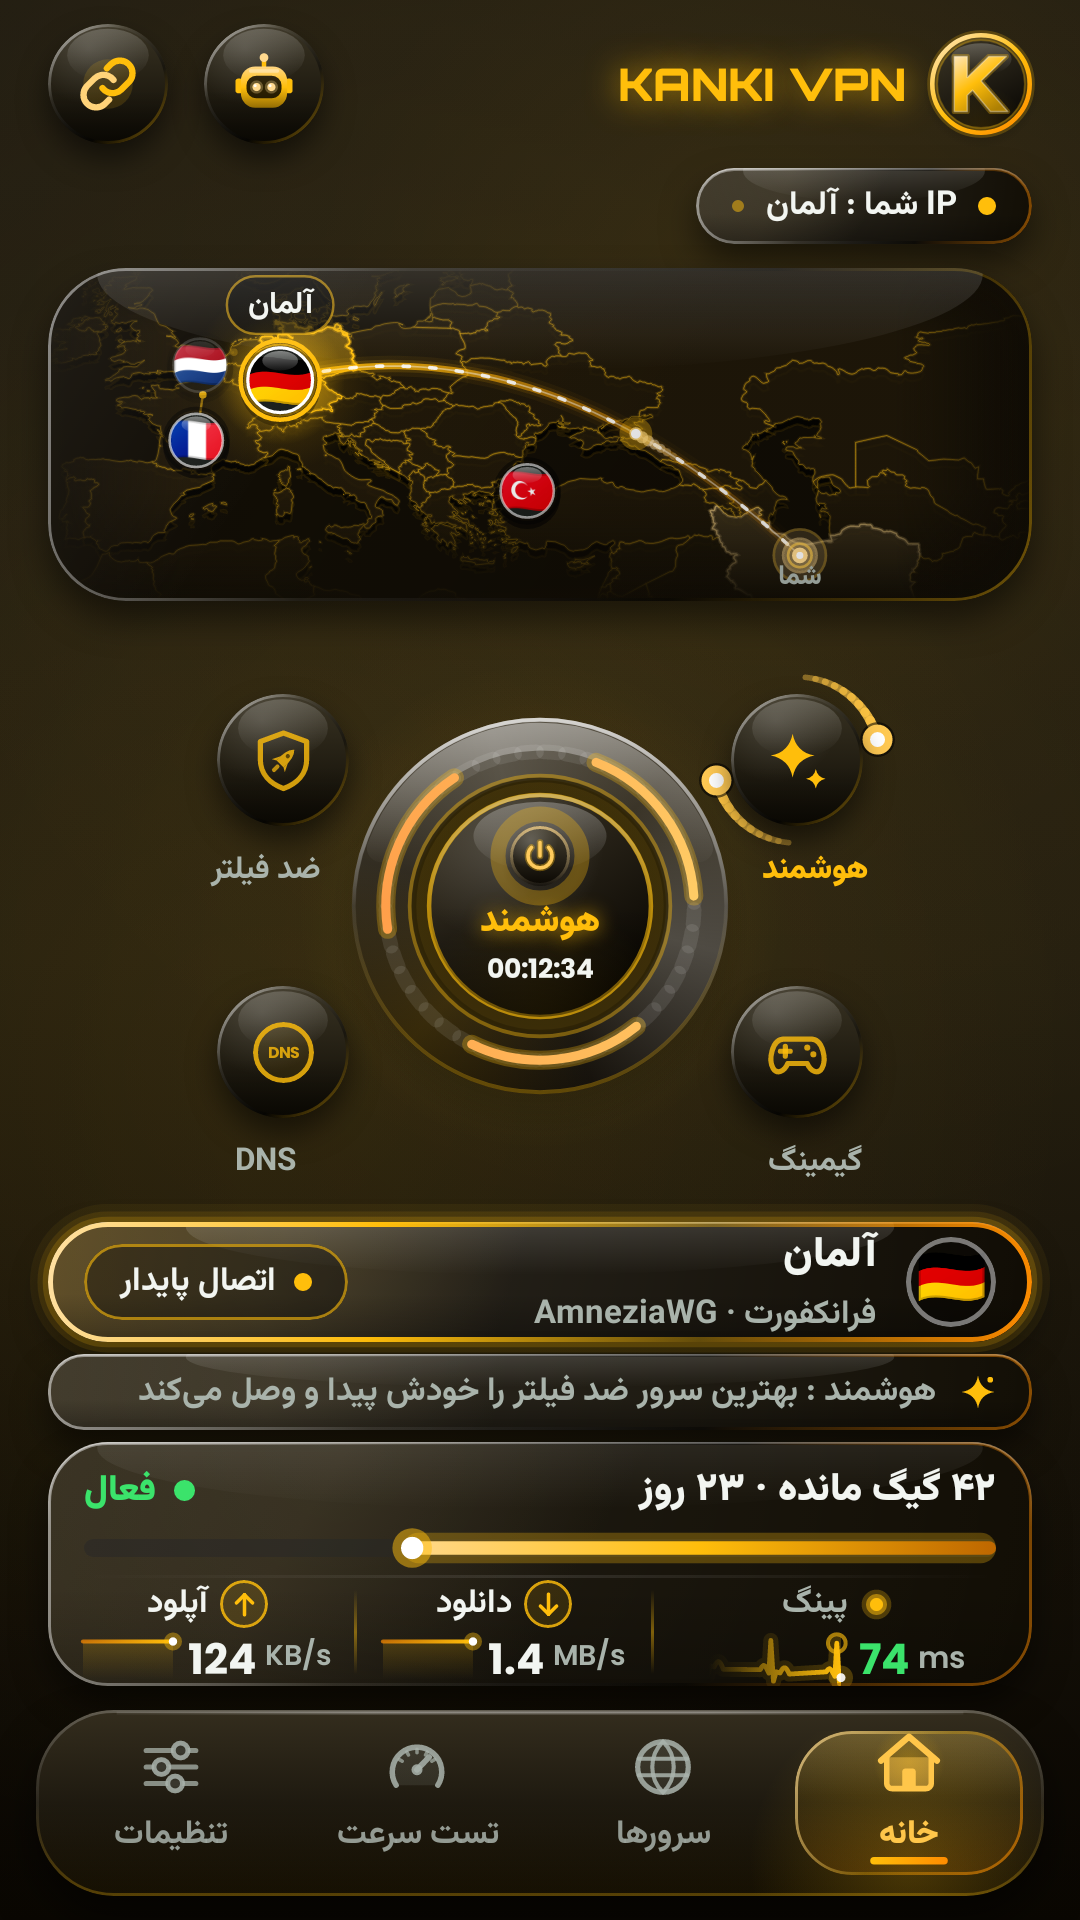 KANKI VPN
IP شما : آلمان
آلمان
شما
هوشمند
ضد فیلتر
هوشمند
00:12:34
گیمینگ
DNS
DNS
آلمان
فرانکفورت · AmneziaWG
اتصال پایدار
هوشمند : بهترین سرور ضد فیلتر را خودش پیدا و وصل می‌کند
۴۲ گیگ مانده · ۲۳ روز
فعال
پینگ
74 ms
دانلود
1.4 MB/s
آپلود
124 KB/s
خانه
سرورها
تست سرعت
تنظیمات